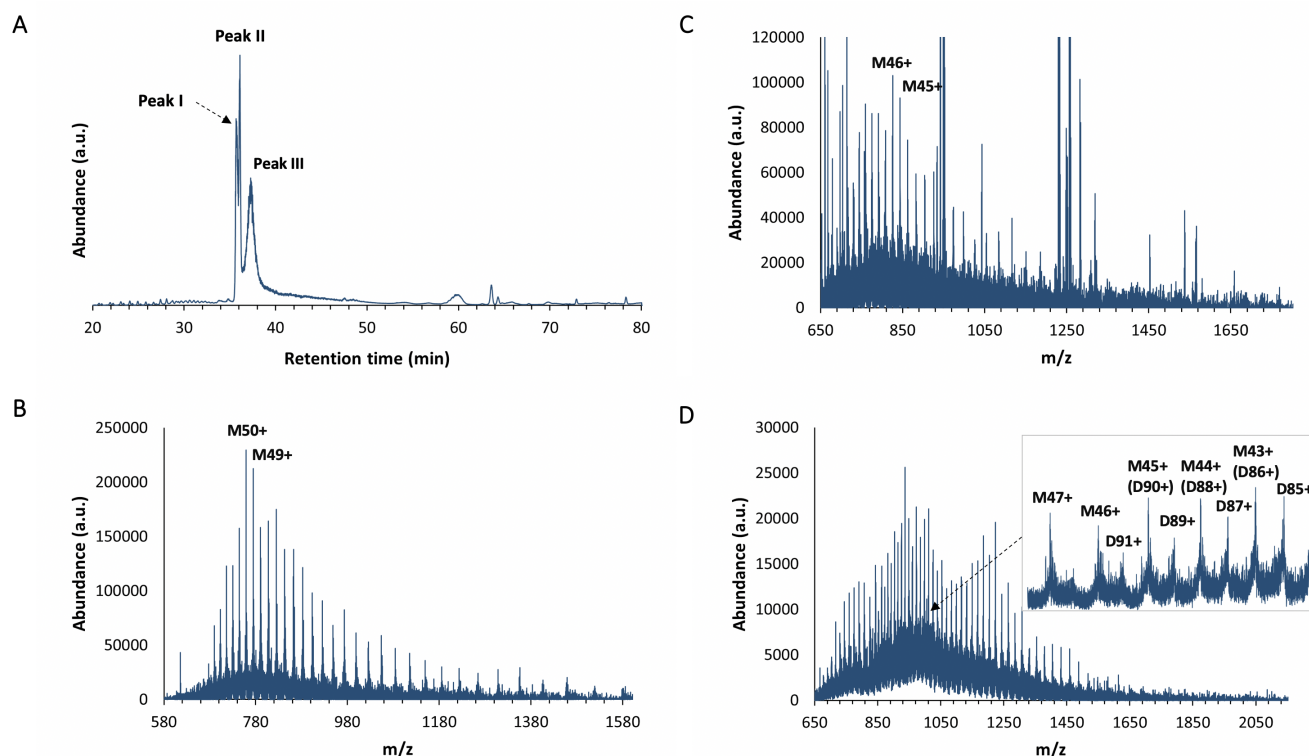 A
Peak II
Peak I
Peak III
Abundance (a.u.)
20 30 40 50 60 70 80
Retention time (min)
C
120000
100000
80000
60000
40000
20000
0
M46+
M45+
Abundance (a.u.)
650 850 1050 1250 1450 1650
m/z
B
250000
200000
150000
100000
50000
0
M50+
M49+
Abundance (a.u.)
580 780 980 1180 1380 1580
m/z
D
30000
25000
20000
15000
10000
5000
0
Abundance (a.u.)
M47+
M46+
D91+
M45+
(D90+)
D89+
M44+
(D88+)
D87+
M43+
(D86+)
D85+
650 850 1050 1250 1450 1650 1850 2050
m/z